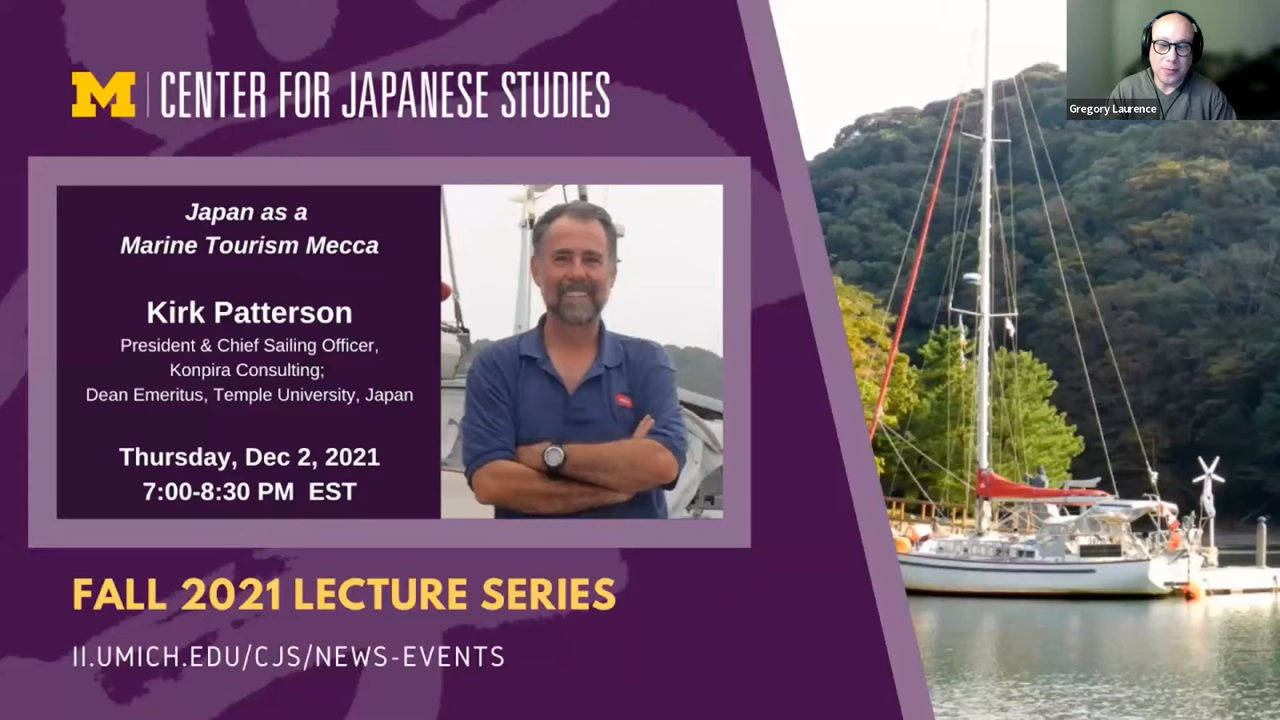 M CENTER FOR JAPANESE STUDIES
Gregory Laurence
Japan as a
Marine Tourism Mecca
Kirk Patterson
President & Chief Sailing Officer,
Konpira Consulting;
Dean Emeritus, Temple University, Japan
Thursday, Dec 2, 2021
7:00-8:30 PM EST
FALL 2021 LECTURE SERIES
II.UMICH.EDU/CJS/NEWS-EVENTS